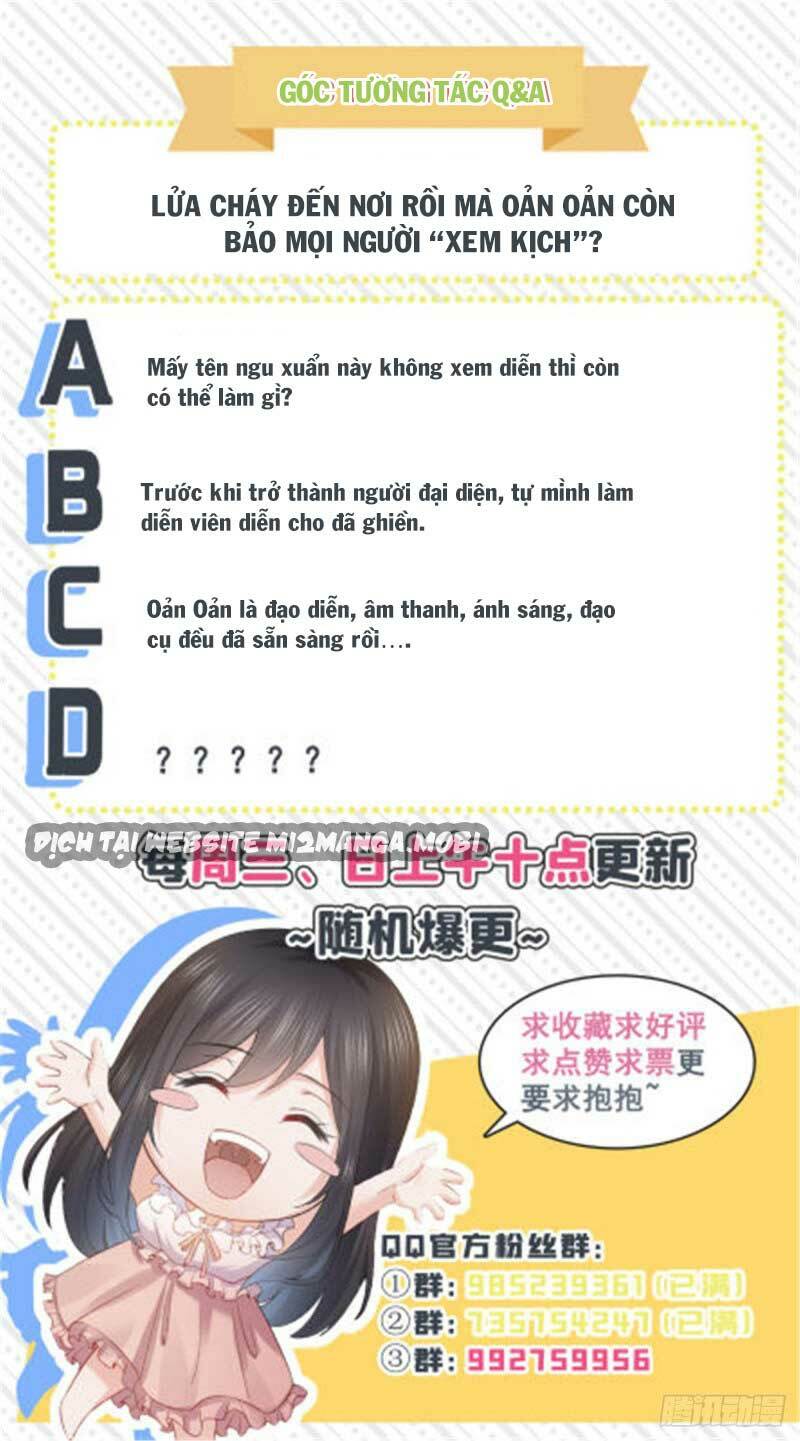 GÓC TƯƠNG TÁC Q&A
LỬA CHÁY ĐẾN NƠI RỒI MÀ OẢN OẢN CÒN
BẢO MỌI NGƯỜI “XEM KỊCH”?
A
Mấy tên ngu xuẩn này không xem diễn thì còn
có thể làm gì?
B
Trước khi trở thành người đại diện, tự mình làm
diễn viên diễn cho đã ghiền.
C
Oản Oản là đạo diễn, âm thanh, ánh sáng, đạo
cụ đều đã sẵn sàng rồi….
D
? ? ? ? ?
DỊCH TẠI WEBSITE MI2MANGA.MOBI
每周三、日上午十点更新
~随机爆更~
求收藏求好评
求点赞求票更
要求抱抱~
QQ官方粉丝群：
①群：985239361（已满）
②群：735754247（已满）
③群：992759956
腾讯动漫